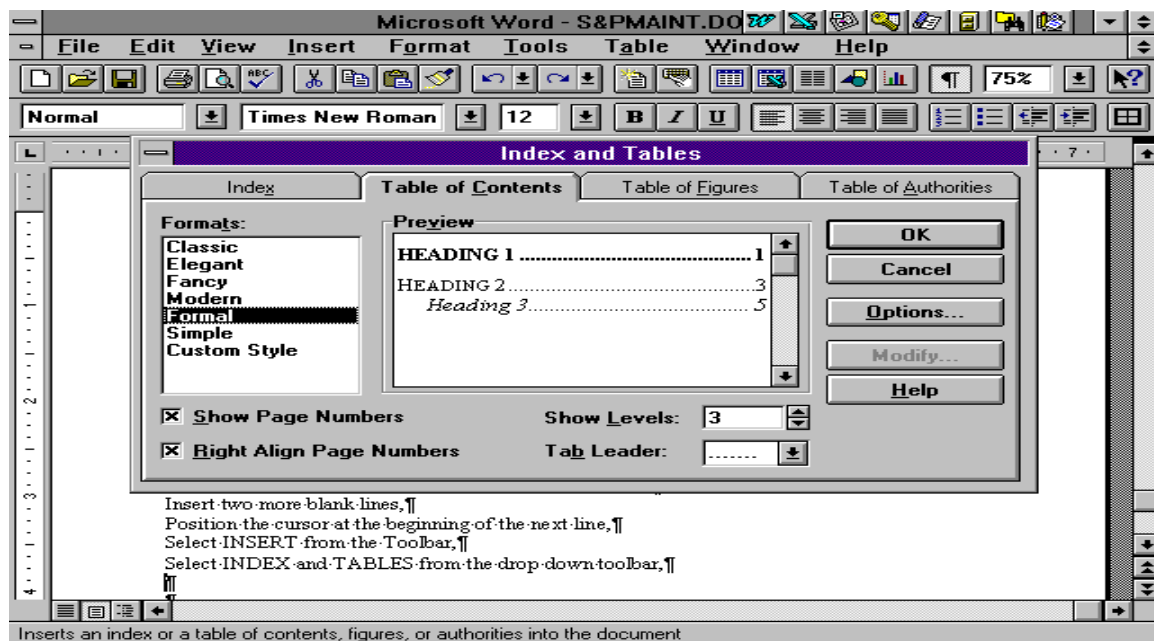 Microsoft Word - S&PMAINT.DO
File Edit View Insert Format Tools Table Window Help
ABC 75%
Normal Times New Roman 12 B I U
Index and Tables
Index Table of Contents Table of Figures Table of Authorities
Formats: Preview
Classic
Elegant
Fancy
Modern
Formal
Simple
Custom Style
HEADING 1 ............................................. 1
HEADING 2 ................................................ 3
Heading 3 ........................................... 5
OK
Cancel
Options...
Modify...
Help
Show Page Numbers Show Levels: 3
Right Align Page Numbers Tab Leader: .......
Insert·two·more·blank·lines,¶
Position·the·cursor·at·the·beginning·of·the·next·line,¶
Select·INSERT·from·the·Toolbar,¶
Select·INDEX·and·TABLES·from·the·drop·down·toolbar,¶
¶
Inserts an index or a table of contents, figures, or authorities into the document